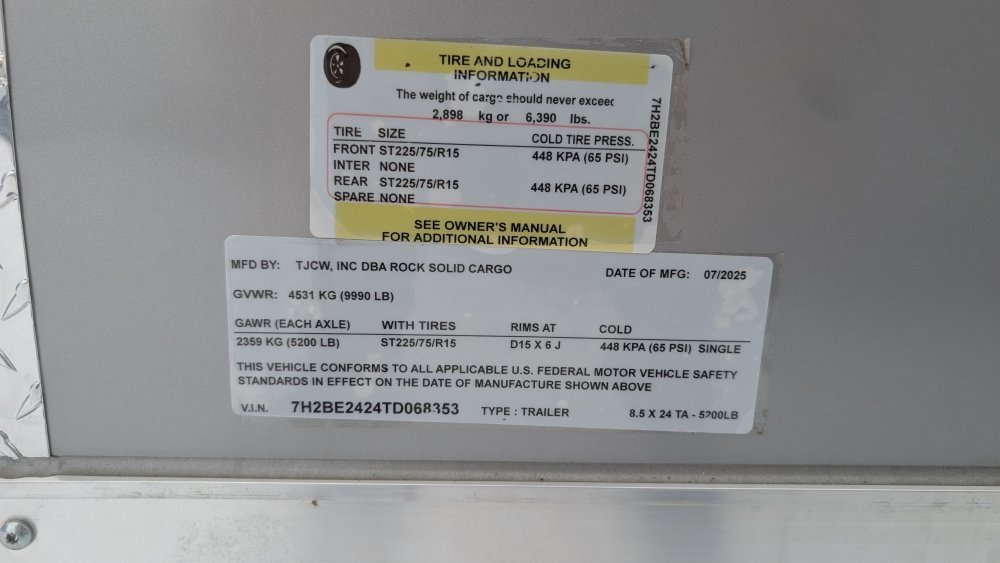 TIRE AND LOADING
INFORMATION
The weight of cargo should never exceed
2,898 kg or 6,390 lbs.
TIRE SIZE COLD TIRE PRESS.
FRONT ST225/75/R15 448 KPA (65 PSI)
INTER NONE
REAR ST225/75/R15 448 KPA (65 PSI)
SPARE NONE
SEE OWNER'S MANUAL
FOR ADDITIONAL INFORMATION
7H2BE2424TD068353
MFD BY: TJCW, INC DBA ROCK SOLID CARGO DATE OF MFG: 07/2025
GVWR: 4531 KG (9990 LB)
GAWR (EACH AXLE) WITH TIRES RIMS AT COLD
2359 KG (5200 LB) ST225/75/R15 D15 X 6 J 448 KPA (65 PSI) SINGLE
THIS VEHICLE CONFORMS TO ALL APPLICABLE U.S. FEDERAL MOTOR VEHICLE SAFETY
STANDARDS IN EFFECT ON THE DATE OF MANUFACTURE SHOWN ABOVE
V.I.N. 7H2BE2424TD068353 TYPE : TRAILER 8.5 X 24 TA - 5200LB